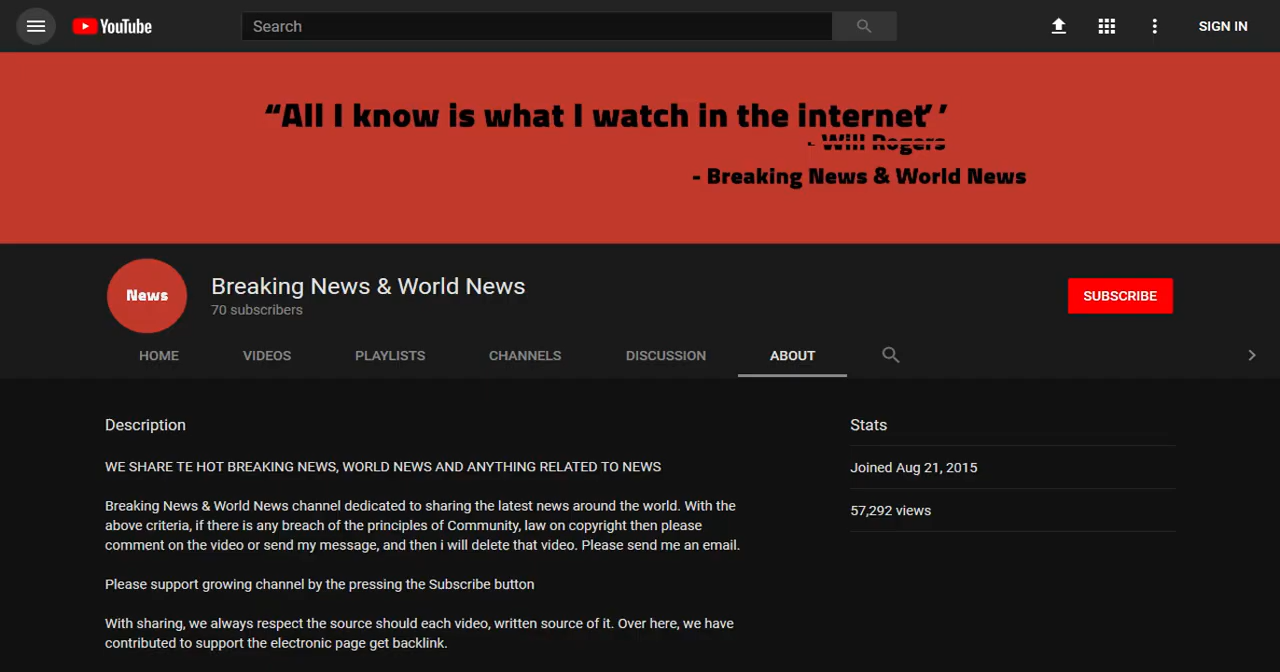 YouTube
Search
SIGN IN
“All I know is what I watch in the internet’’
- Will Rogers
- Breaking News & World News
News
Breaking News & World News
70 subscribers
SUBSCRIBE
HOME VIDEOS PLAYLISTS CHANNELS DISCUSSION ABOUT
Description
WE SHARE TE HOT BREAKING NEWS, WORLD NEWS AND ANYTHING RELATED TO NEWS
Breaking News & World News channel dedicated to sharing the latest news around the world. With the
above criteria, if there is any breach of the principles of Community, law on copyright then please
comment on the video or send my message, and then i will delete that video. Please send me an email.
Please support growing channel by the pressing the Subscribe button
With sharing, we always respect the source should each video, written source of it. Over here, we have
contributed to support the electronic page get backlink.
Stats
Joined Aug 21, 2015
57,292 views